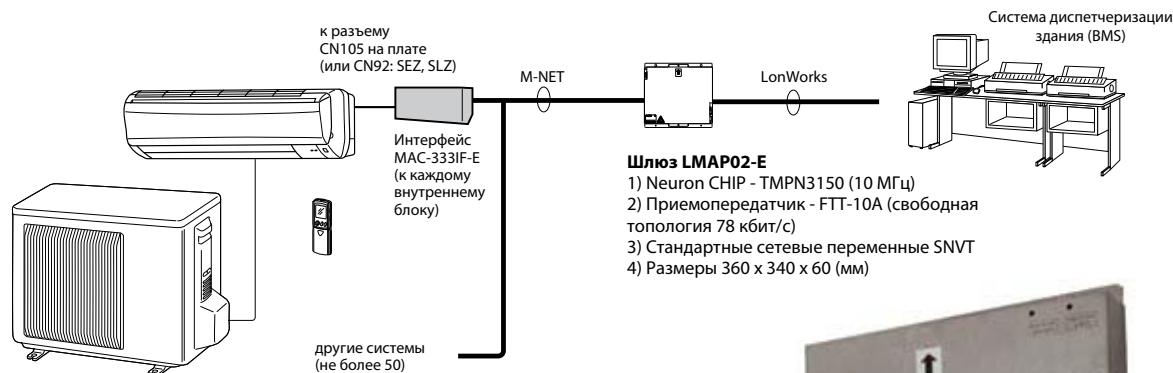 к разъему
CN105 на плате
(или CN92: SEZ, SLZ)
Интерфейс
MAC-333IF-E
(к каждому
внутреннему
блоку)
M-NET
LonWorks
Система диспетчеризации
здания (BMS)
Шлюз LMAP02-E
1) Neuron CHIP - TMPN3150 (10 МГц)
2) Приемопередатчик - FTT-10A (свободная
топология 78 кбит/с)
3) Стандартные сетевые переменные SNVT
4) Размеры 360 x 340 x 60 (мм)
другие системы
(не более 50)